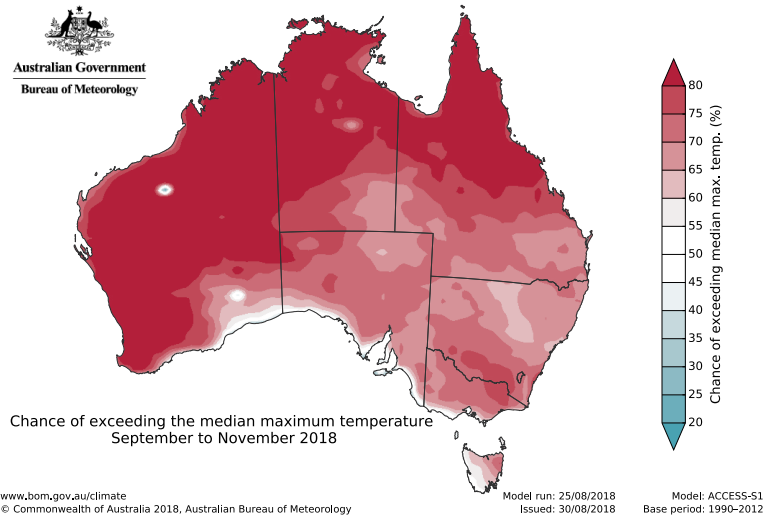 Australian Government
Bureau of Meteorology
80
75
70
65
60
55
50
45
40
35
30
25
20
Chance of exceeding median max. temp. (%)
Chance of exceeding the median maximum temperature
September to November 2018
www.bom.gov.au/climate
© Commonwealth of Australia 2018, Australian Bureau of Meteorology
Model run: 25/08/2018
Issued: 30/08/2018
Model: ACCESS-S1
Base period: 1990–2012